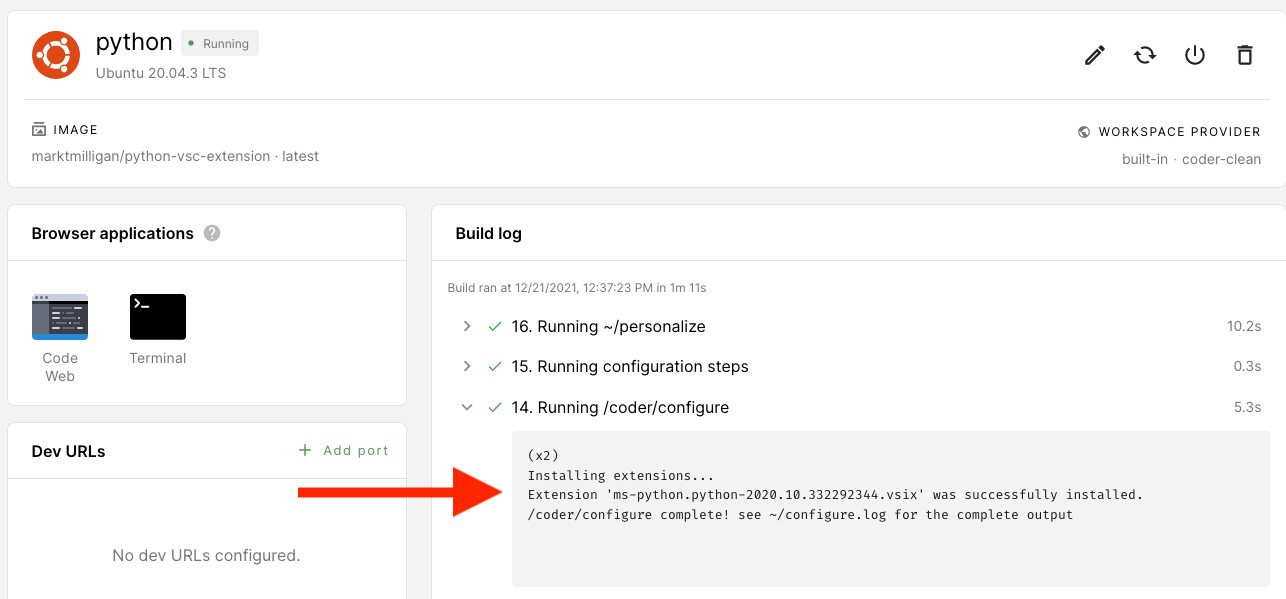 python
Running
Ubuntu 20.04.3 LTS
IMAGE
marktmilligan/python-vsc-extension · latest
WORKSPACE PROVIDER
built-in · coder-clean
Browser applications ?
>_
Code
Web
Terminal
Dev URLs
+ Add port
No dev URLs configured.
Build log
Build ran at 12/21/2021, 12:37:23 PM in 1m 11s
16. Running ~/personalize 10.2s
15. Running configuration steps 0.3s
14. Running /coder/configure 5.3s
(x2)
Installing extensions...
Extension 'ms-python.python-2020.10.332292344.vsix' was successfully installed.
/coder/configure complete! see ~/configure.log for the complete output